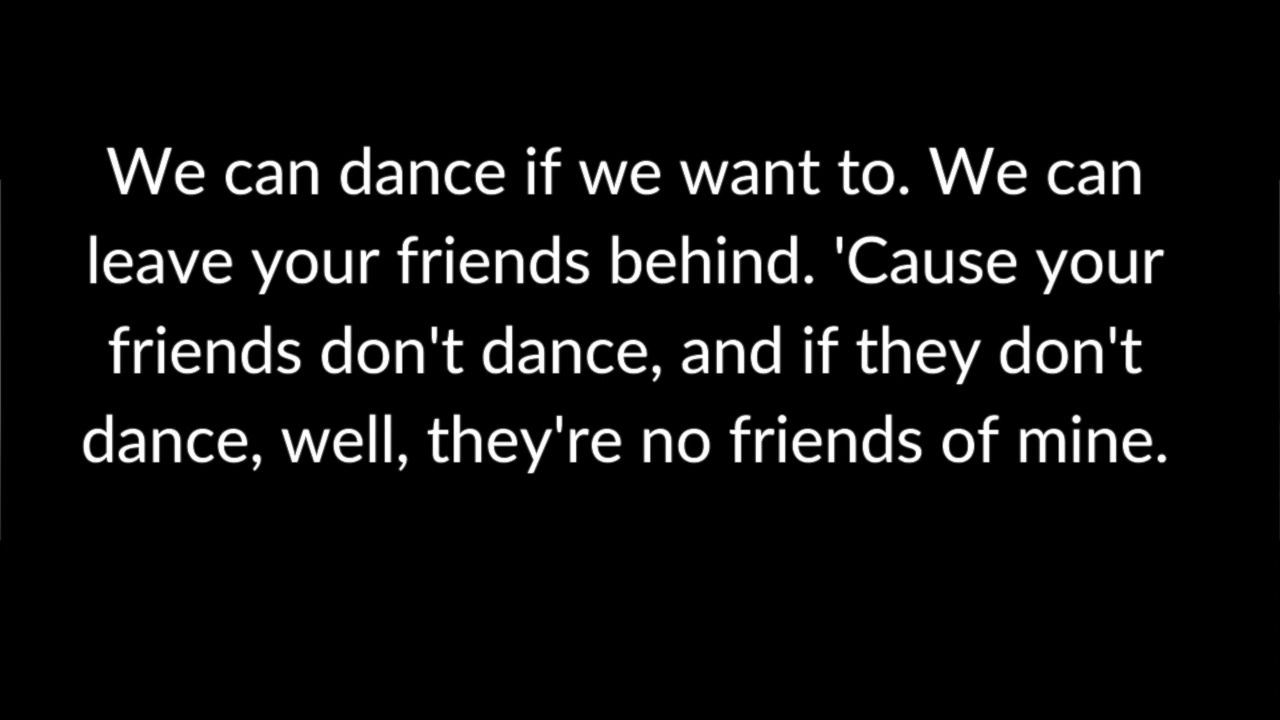 We can dance if we want to. We can
leave your friends behind. 'Cause your
friends don't dance, and if they don't
dance, well, they're no friends of mine.